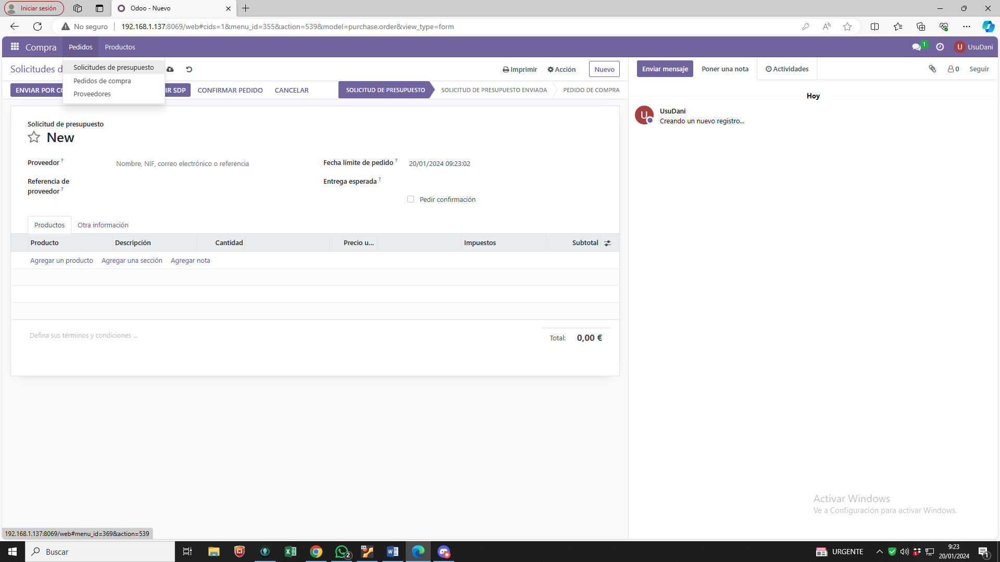 Iniciar sesión
Odoo - Nuevo
No seguro
192.168.1.137:8069/web#cids=1&menu_id=355&action=539&model=purchase.order&view_type=form
Compra
Pedidos
Productos
1
U
UsuDani
Solicitudes d
Solicitudes de presupuesto
Pedidos de compra
Proveedores
Imprimir
Acción
Nuevo
Enviar mensaje
Poner una nota
Actividades
0
Seguir
ENVIAR POR CO
IR SDP
CONFIRMAR PEDIDO
CANCELAR
SOLICITUD DE PRESUPUESTO
SOLICITUD DE PRESUPUESTO ENVIADA
PEDIDO DE COMPRA
Hoy
U
UsuDani
Creando un nuevo registro...
Solicitud de presupuesto
New
Proveedor ?
Nombre, NIF, correo electrónico o referencia
Fecha límite de pedido ?
20/01/2024 09:23:02
Referencia de
proveedor ?
Entrega esperada ?
Pedir confirmación
Productos
Otra información
Producto
Descripción
Cantidad
Precio u...
Impuestos
Subtotal
Agregar un producto
Agregar una sección
Agregar nota
Defina sus términos y condiciones ...
Total:
0,00 €
Activar Windows
Ve a Configuración para activar Windows.
192.168.1.137:8069/web#menu_id=369&action=539
Buscar
2
URGENTE
9:23
20/01/2024
1